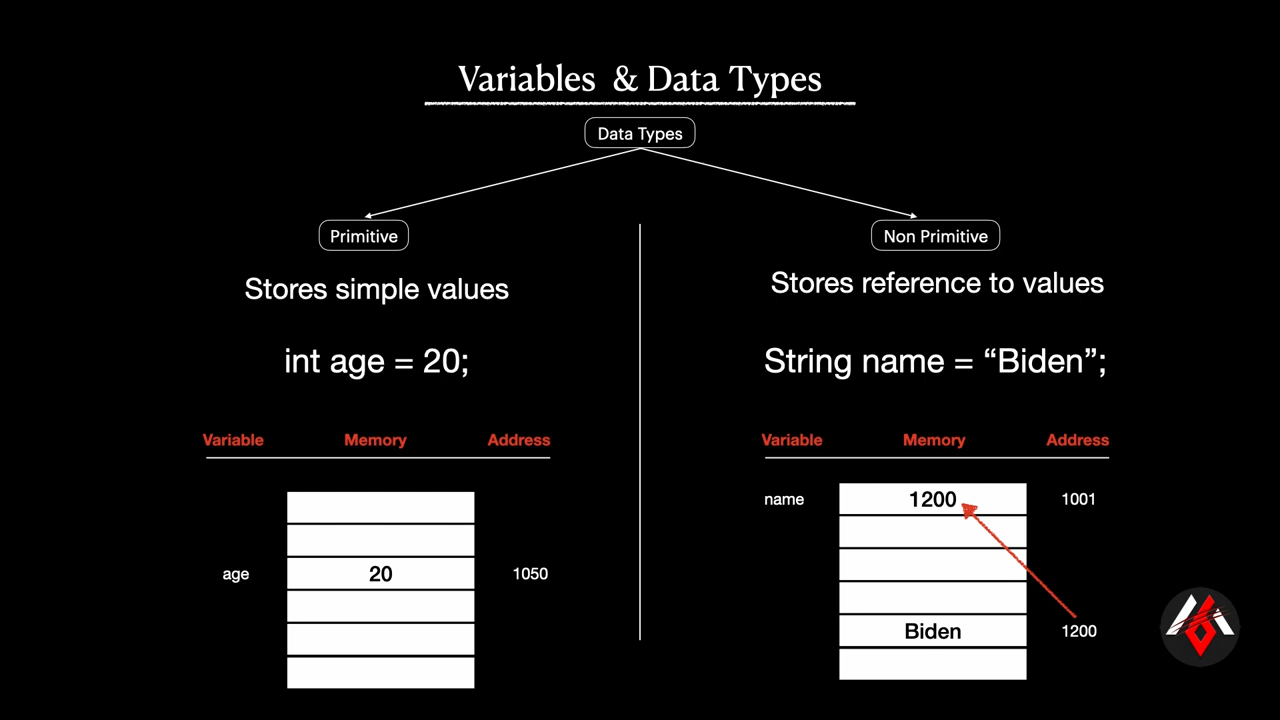 Variables & Data Types
Data Types
Primitive
Stores simple values
int age = 20;
Variable Memory Address
age 20 1050
Non Primitive
Stores reference to values
String name = “Biden”;
Variable Memory Address
name 1200 1001
Biden 1200